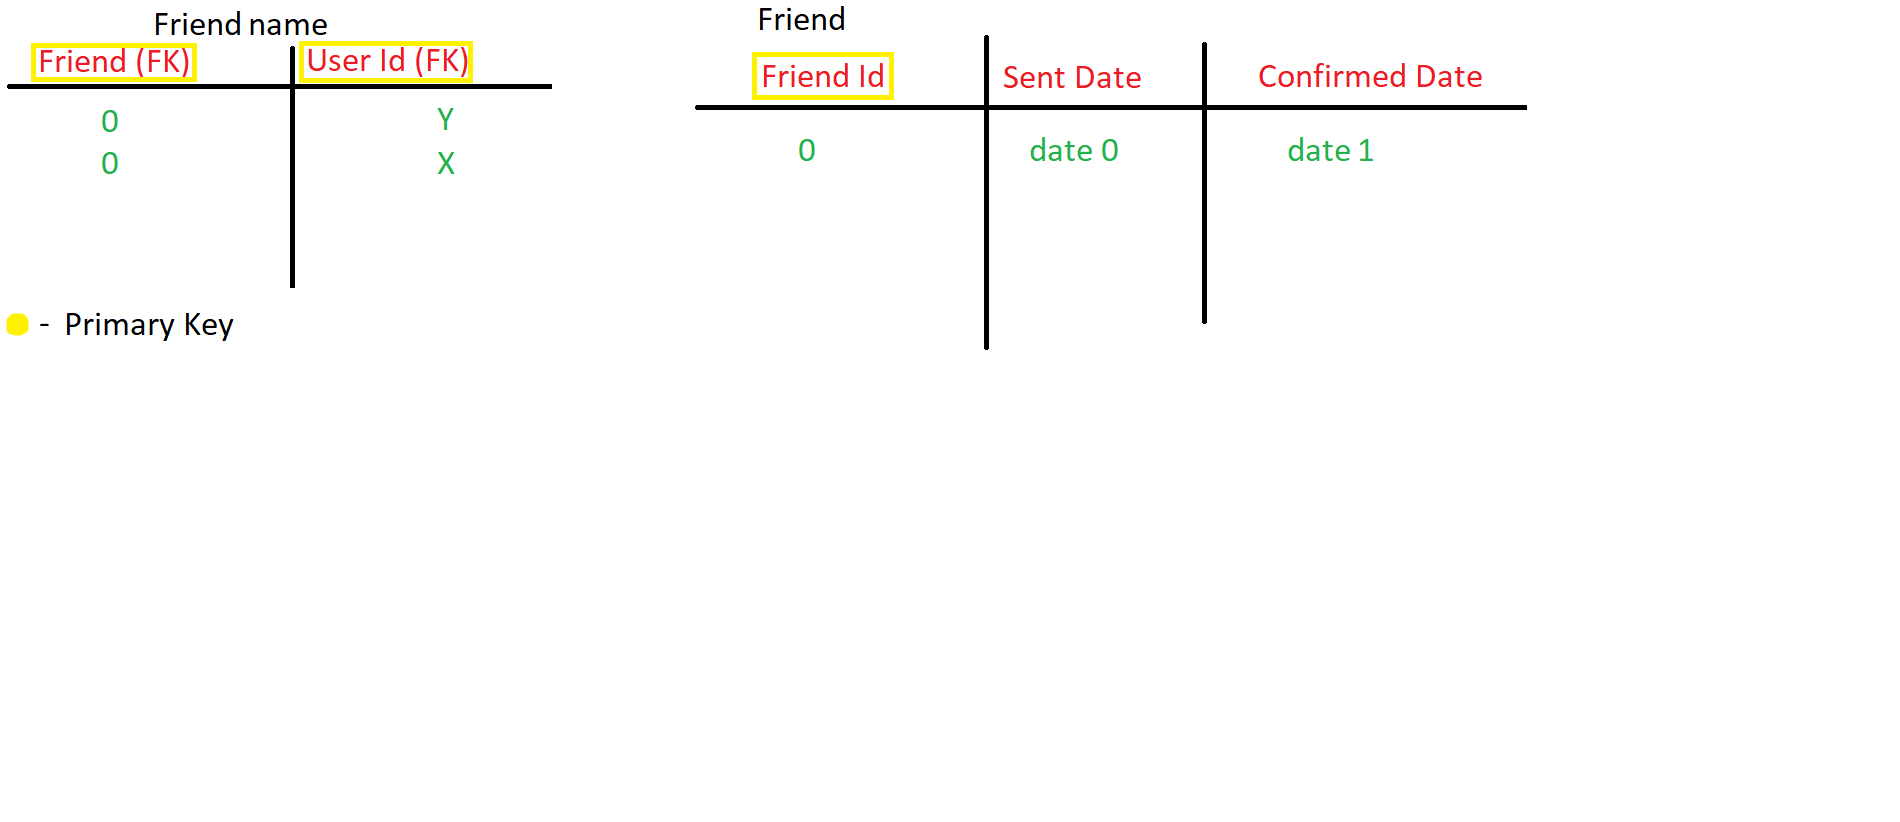 Friend name
Friend (FK) User Id (FK)
0 Y
0 X
- Primary Key
Friend
Friend Id Sent Date Confirmed Date
0 date 0 date 1